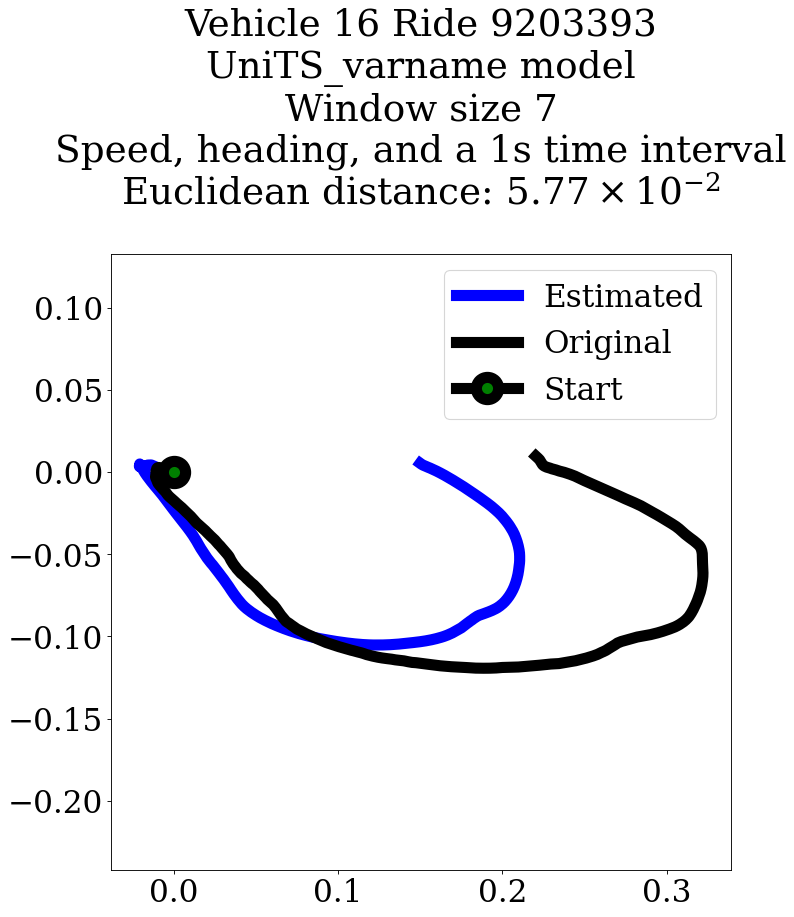 Vehicle 16 Ride 9203393
UniTS_varname model
Window size 7
Speed, heading, and a 1s time interval
Euclidean distance: 5.77 × 10⁻²
Estimated
Original
Start
0.10
0.05
0.00
−0.05
−0.10
−0.15
−0.20
0.0 0.1 0.2 0.3